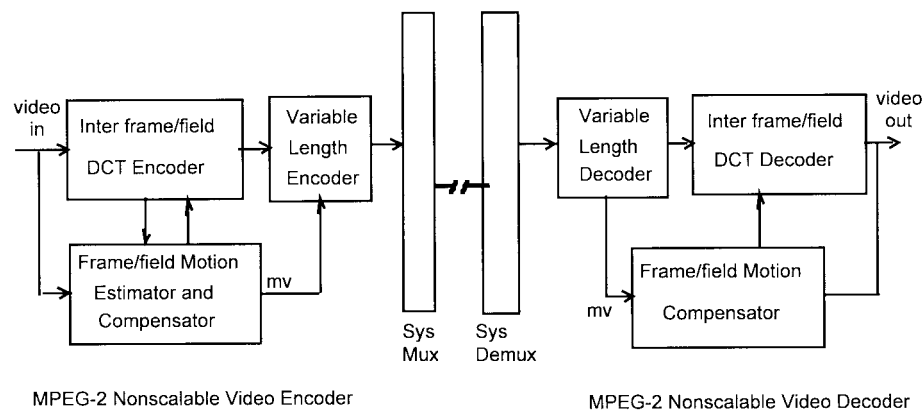 video
in
Inter frame/field
DCT Encoder
Variable
Length
Encoder
Frame/field Motion
Estimator and
Compensator
mv
Sys
Mux
Sys
Demux
Variable
Length
Decoder
Inter frame/field
DCT Decoder
video
out
mv
Frame/field Motion
Compensator
MPEG-2 Nonscalable Video Encoder
MPEG-2 Nonscalable Video Decoder